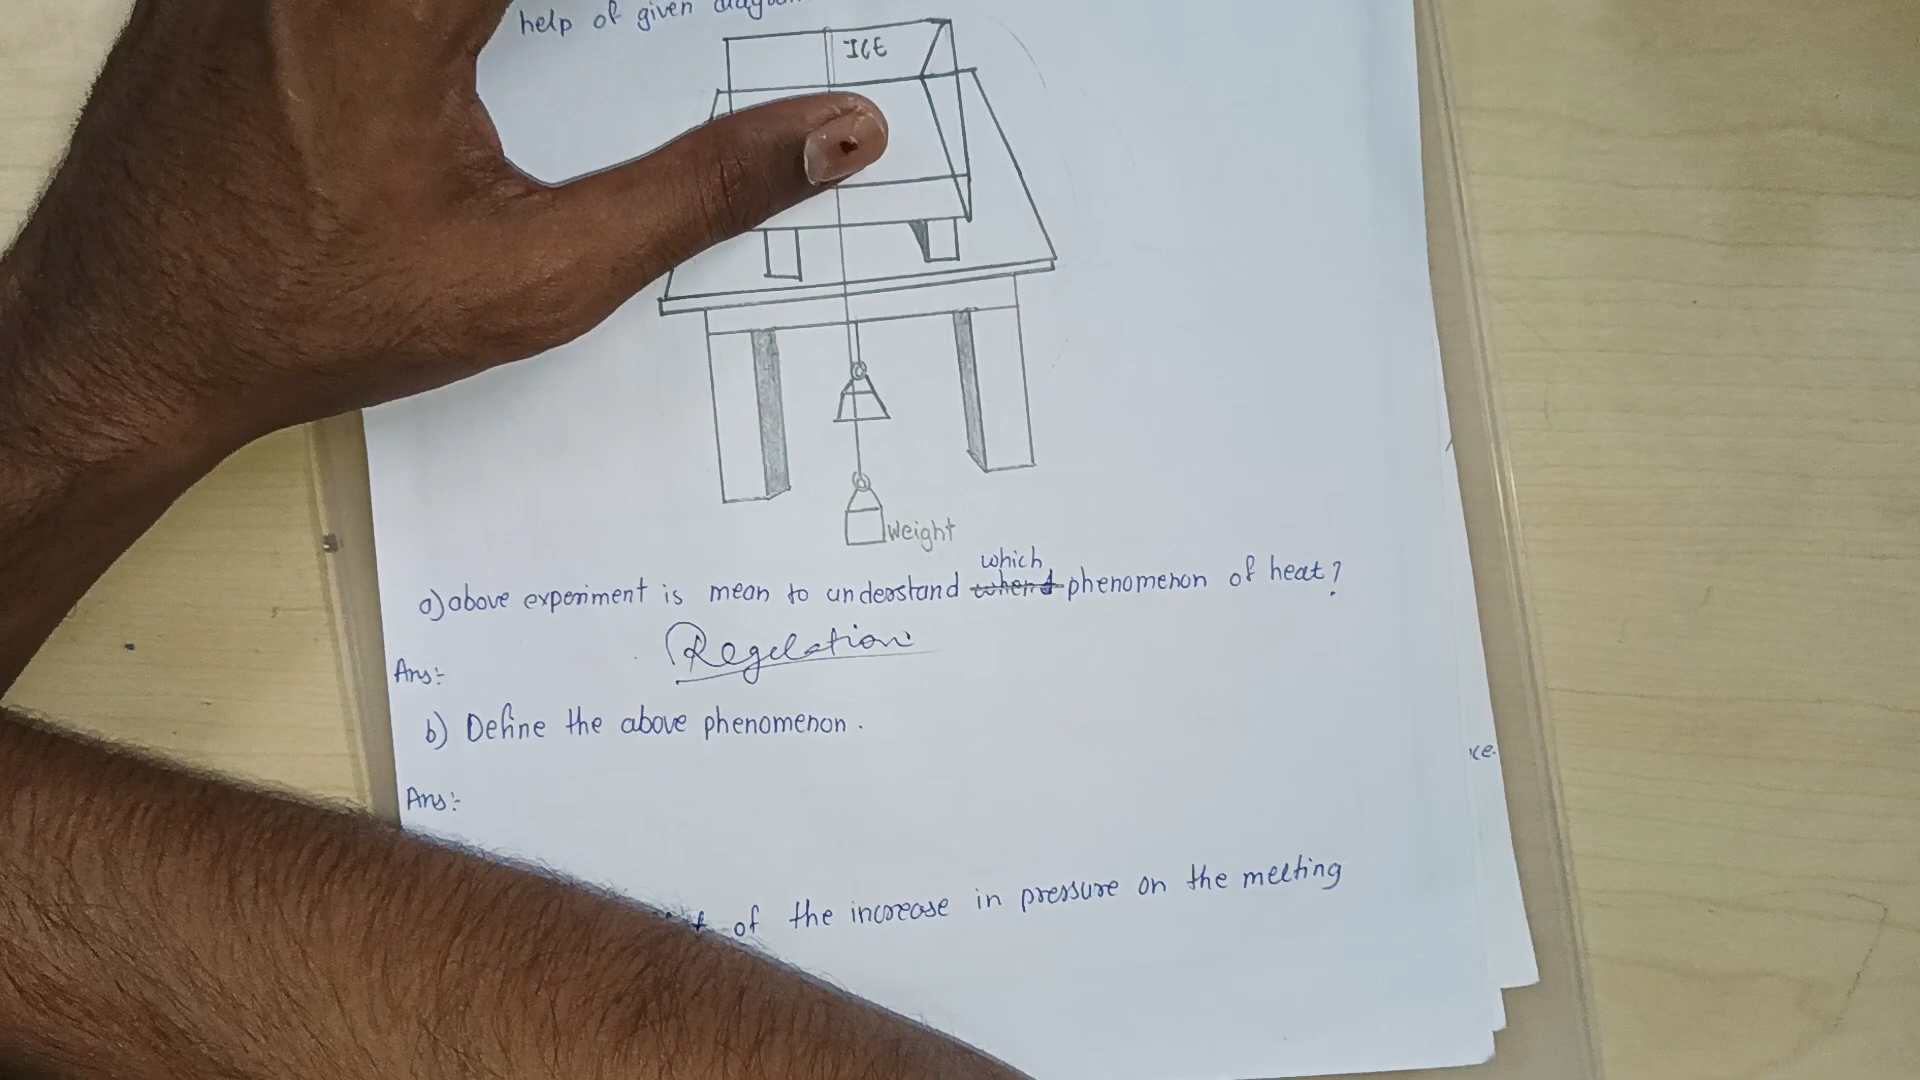 help of given
ICE
weight
which
a) above experiment is mean to understand phenomenon of heat?
Regelation
Ans:-
b) Define the above phenomenon.
Ans:-
of the increase in pressure on the melting